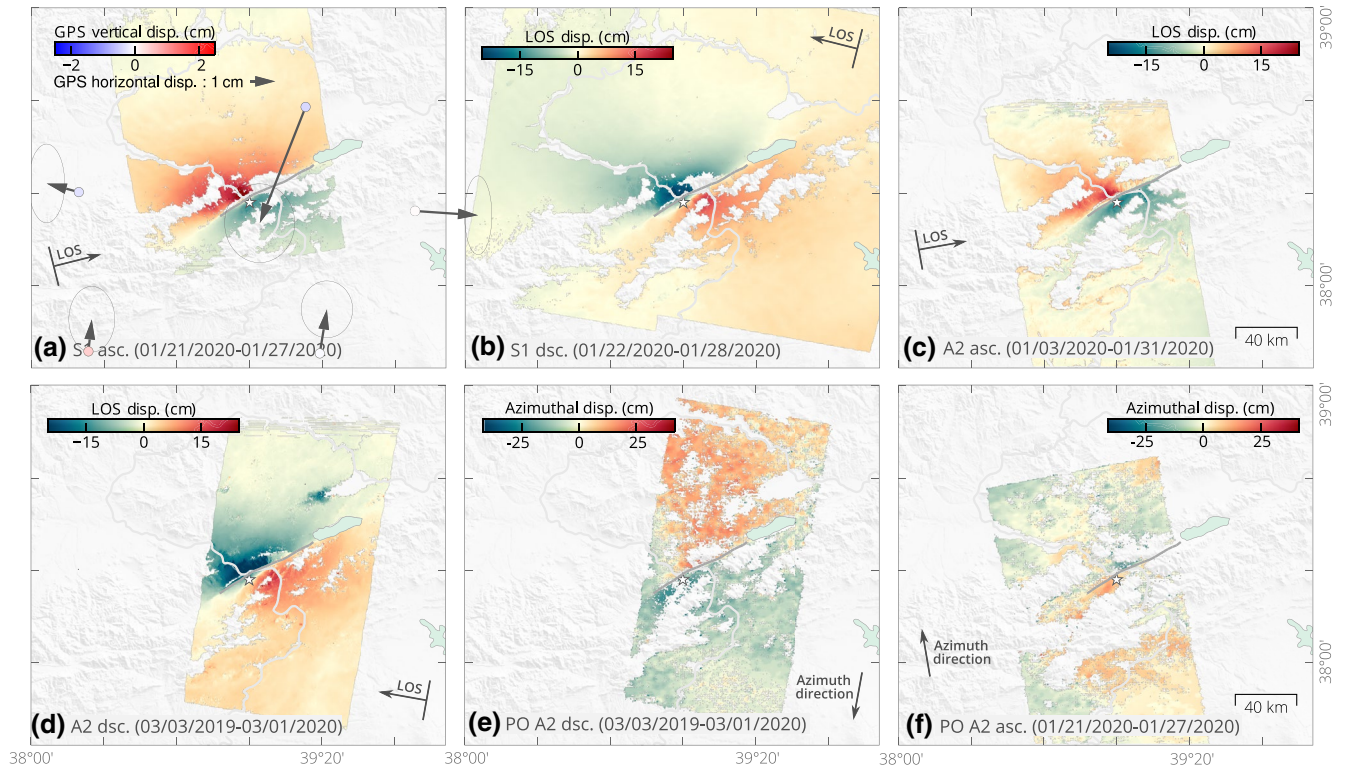 GPS vertical disp. (cm)
−2 0 2
GPS horizontal disp. : 1 cm
LOS
(a) S1 asc. (01/21/2020-01/27/2020)
LOS disp. (cm)
−15 0 15
LOS
(b) S1 dsc. (01/22/2020-01/28/2020)
LOS disp. (cm)
−15 0 15
LOS
(c) A2 asc. (01/03/2020-01/31/2020)
40 km
39°00'
38°00'
LOS disp. (cm)
−15 0 15
LOS
(d) A2 dsc. (03/03/2019-03/01/2020)
Azimuthal disp. (cm)
−25 0 25
Azimuth
direction
(e) PO A2 dsc. (03/03/2019-03/01/2020)
Azimuthal disp. (cm)
−25 0 25
Azimuth
direction
(f) PO A2 asc. (01/21/2020-01/27/2020)
40 km
39°00'
38°00'
38°00' 39°20' 38°00' 39°20' 38°00' 39°20'